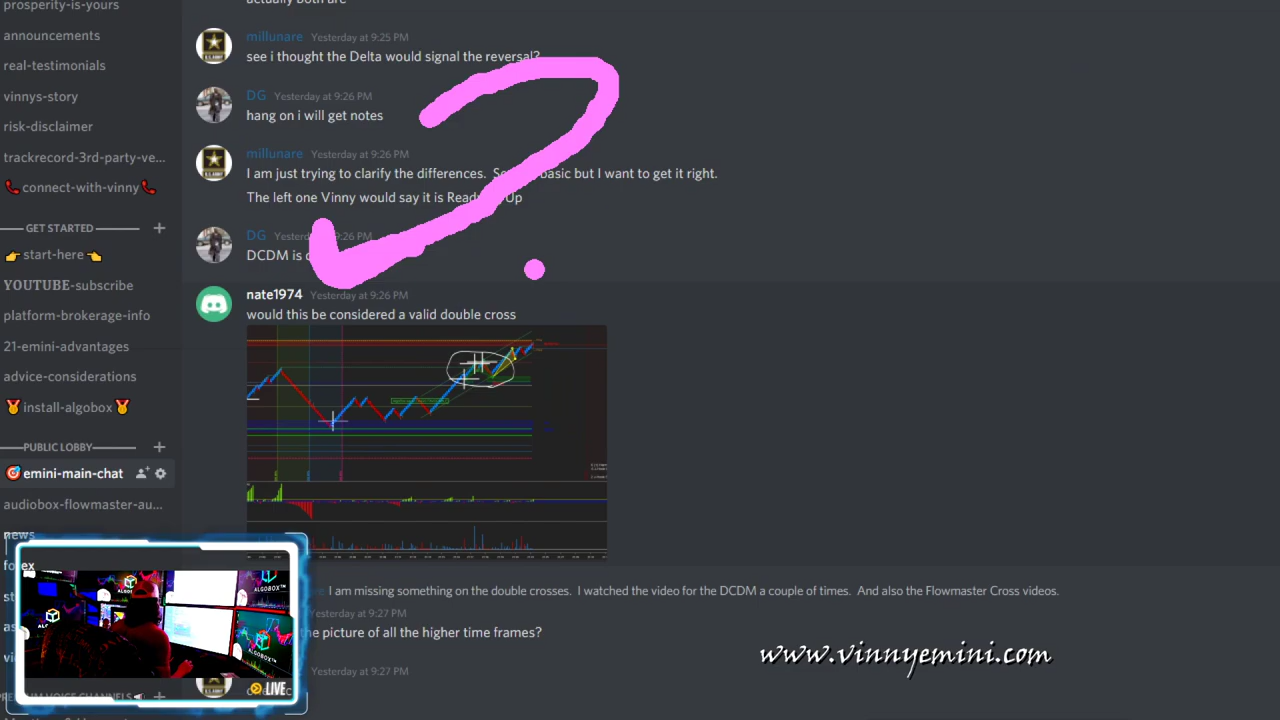 prosperity-is-yours
announcements
real-testimonials
vinnys-story
risk-disclaimer
trackrecord-3rd-party-ve...
connect-with-vinny
GET STARTED
start-here
YOUTUBE-subscribe
platform-brokerage-info
21-emini-advantages
advice-considerations
install-algobox
PUBLIC LOBBY
emini-main-chat
audiobox-flowmaster-au...
news
forex
actually both are
millunare Yesterday at 9:25 PM
see i thought the Delta would signal the reversal?
DG Yesterday at 9:26 PM
hang on i will get notes
millunare Yesterday at 9:26 PM
I am just trying to clarify the differences. basic but I want to get it right.
The left one Vinny would say it is Up
DG 9:26 PM
DCDM is
nate1974 Yesterday at 9:26 PM
would this be considered a valid double cross
I am missing something on the double crosses. I watched the video for the DCDM a couple of times. And also the Flowmaster Cross videos.
Yesterday at 9:27 PM
the picture of all the higher time frames?
Yesterday at 9:27 PM
ALGOBOX
ALGOBOX
LIVE
www.vinnyemini.com